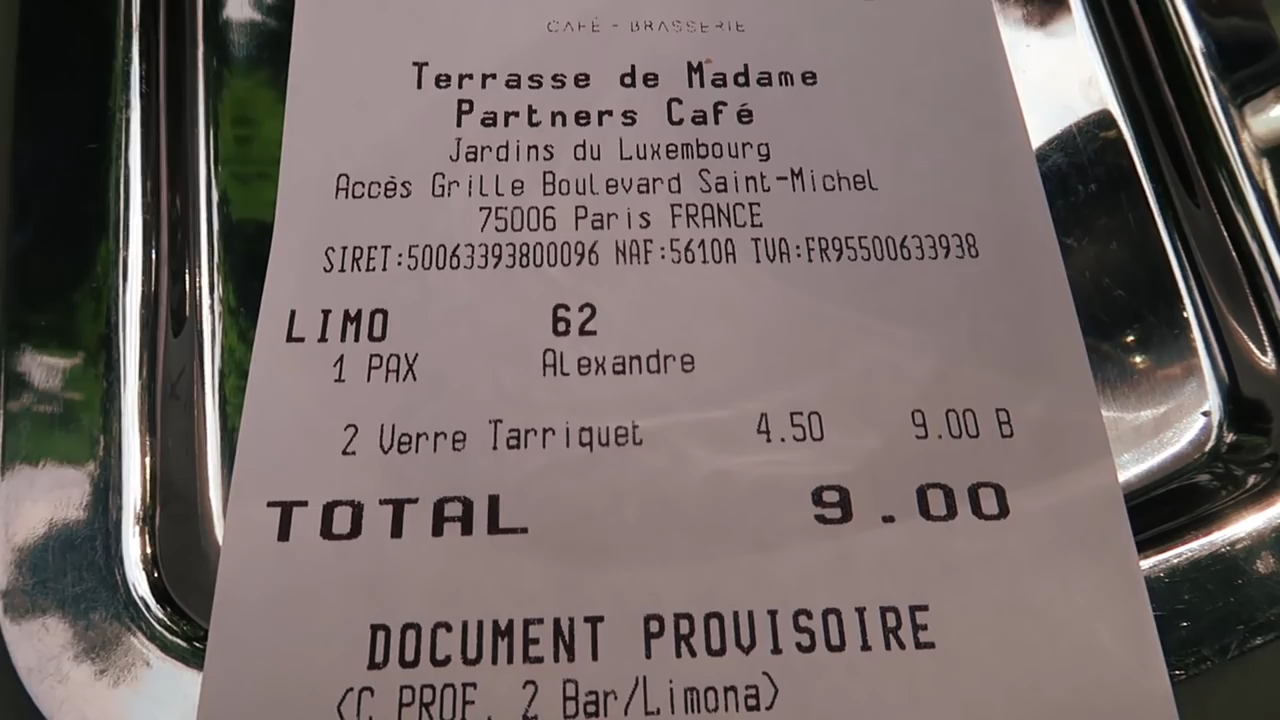 CAFÉ - BRASSERIE
Terrasse de Madame
Partners Café
Jardins du Luxembourg
Accès Grille Boulevard Saint-Michel
75006 Paris FRANCE
SIRET:50063393800096 NAF:5610A TVA:FR95500633938
LIMO 62
1 PAX Alexandre
2 Verre Tarriquet 4.50 9.00 B
TOTAL 9.00
DOCUMENT PROVISOIRE
(C PROF. 2 Bar/Limona)